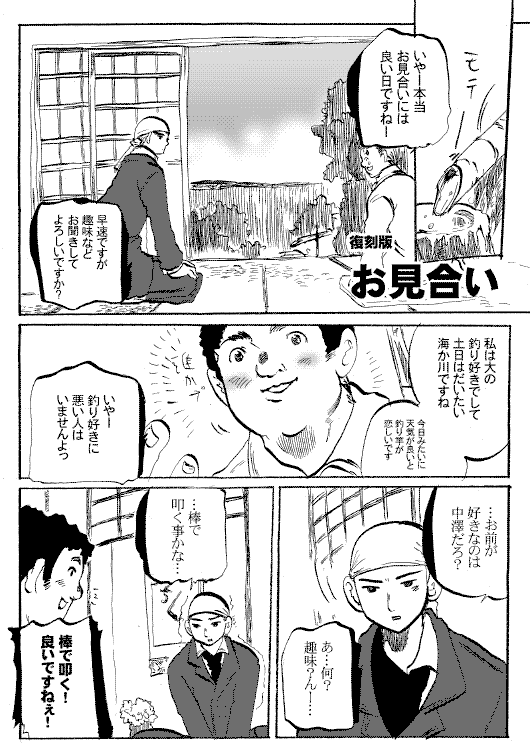 モチ
いやー本当
お見合いには
良い日ですねー
早速ですが
趣味など
お聞きして
よろしいですか?
復刻版
お見合い
私は大の
釣り好きでして
土日はだいたい
海か川ですね
今日みたいに
天気が良いと
釣り竿が
恋しいです
いやー
釣り好きに
悪い人は
いませんよっ
…お前が
好きなのは
中澤だろ?
あ…何?
趣味?ん……
…棒で
叩く事かな…
棒で叩く!
良いですねぇ!